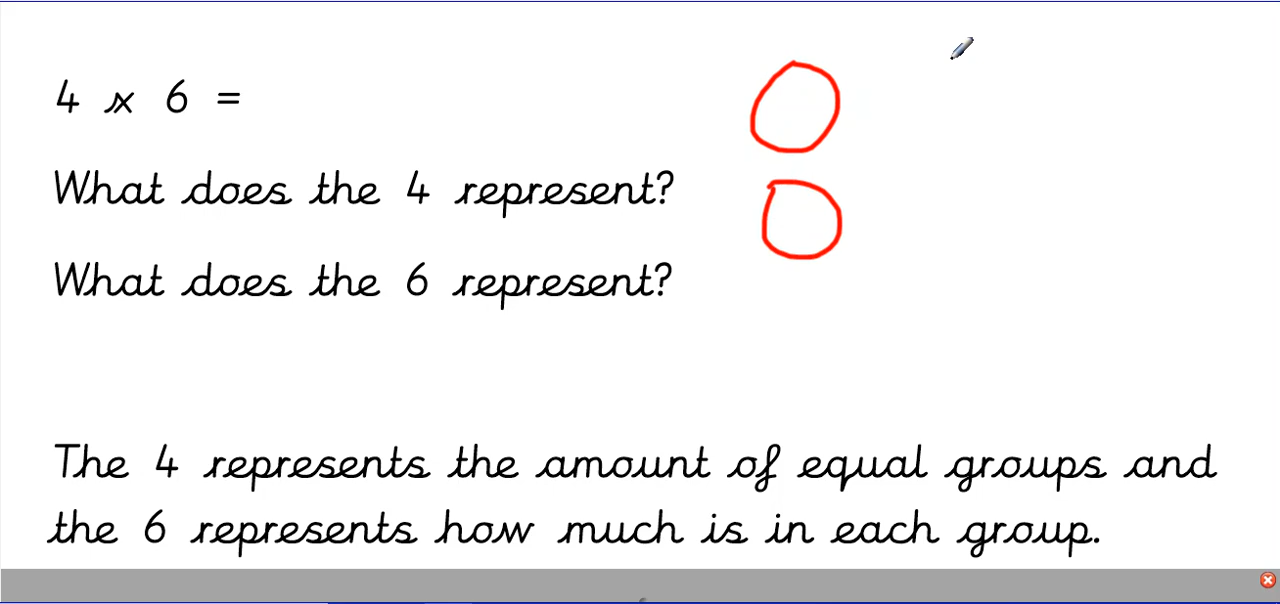 4 x 6 =
What does the 4 represent?
What does the 6 represent?
The 4 represents the amount of equal groups and
the 6 represents how much is in each group.